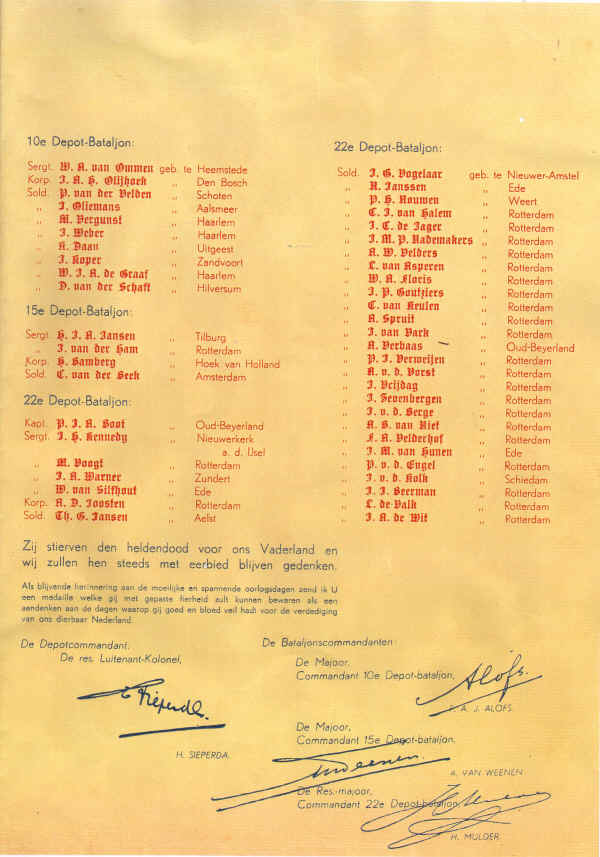 10e Depot-Bataljon:
Sergt. W. A. van Ommen geb. te Heemstede
Korp. J. A. H. Olijhoek „ Den Bosch
Sold. P. van der Velden „ Schoten
„ J. Oliemans „ Aalsmeer
„ M. Vergunst „ Haarlem
„ J. Weber „ Haarlem
„ A. Daan „ Uitgeest
„ J. Koper „ Zandvoort
„ W. J. A. de Graaf „ Haarlem
„ D. van der Schaft „ Hilversum
15e Depot-Bataljon:
Sergt. H. J. A. Jansen „ Tilburg
„ J. van der Ham „ Rotterdam
Korp. H. Bamberg „ Hoek van Holland
Sold. C. van der Beek „ Amsterdam
22e Depot-Bataljon:
Kapt. P. J. A. Boot „ Oud-Beyerland
Sergt. J. H. Kennedy „ Nieuwerkerk
a. d. IJsel
„ M. Voogt „ Rotterdam
„ J. A. Warner „ Zundert
„ W. van Silfhout „ Ede
Korp. A. D. Joosten „ Rotterdam
Sold. Th. G. Jansen „ Aelst
22e Depot-Bataljon:
Sold. J. G. Vogelaar geb. te Nieuwer-Amstel
„ R. Janssen „ Ede
„ P. H. Houwen „ Weert
„ C. J. van Halem „ Rotterdam
„ J. C. de Jager „ Rotterdam
„ J. M. P. Rademakers „ Rotterdam
„ A. W. Velders „ Rotterdam
„ L. van Asperen „ Rotterdam
„ W. A. Floris „ Rotterdam
„ J. P. Goutziers „ Rotterdam
„ C. van Keulen „ Rotterdam
„ A. Spruit „ Rotterdam
„ J. van Vark „ Rotterdam
„ A. Verbaas „ Oud-Beyerland
„ P. J. Verweijen „ Rotterdam
„ A. v. d. Vorst „ Rotterdam
„ J. Vrijdag „ Rotterdam
„ J. Zevenbergen „ Rotterdam
„ J. v. d. Berge „ Rotterdam
„ A. B. van Riet „ Rotterdam
„ F. A. Velderhof „ Rotterdam
„ J. M. van Hunen „ Ede
„ P. v. d. Engel „ Rotterdam
„ J. v. d. Kolk „ Schiedam
„ J. J. Beerman „ Rotterdam
„ L. de Valk „ Rotterdam
„ J. A. de Wit „ Rotterdam
Zij stierven den heldendood voor ons Vaderland en
wij zullen hen steeds met eerbied blijven gedenken.
Als blijvende herinnering aan de moeilijke en spannende oorlogsdagen zend ik U
een medaille welke gij met gepaste fierheid zult kunnen bewaren als een
aandenken aan de dagen waarop gij goed en bloed veil hadt voor de verdediging
van ons dierbaar Nederland.
De Depotcommandant:
De res. Luitenant-Kolonel,
H. SIEPERDA.
De Bataljonscommandanten:
De Majoor,
Commandant 10e Depot-bataljon,
Alofs.
A. J. ALOFS.
De Majoor,
Commandant 15e Depot-bataljon,
A. VAN WEENEN
De Res.-majoor,
Commandant 22e Depot-bataljon,
H. MULDER.